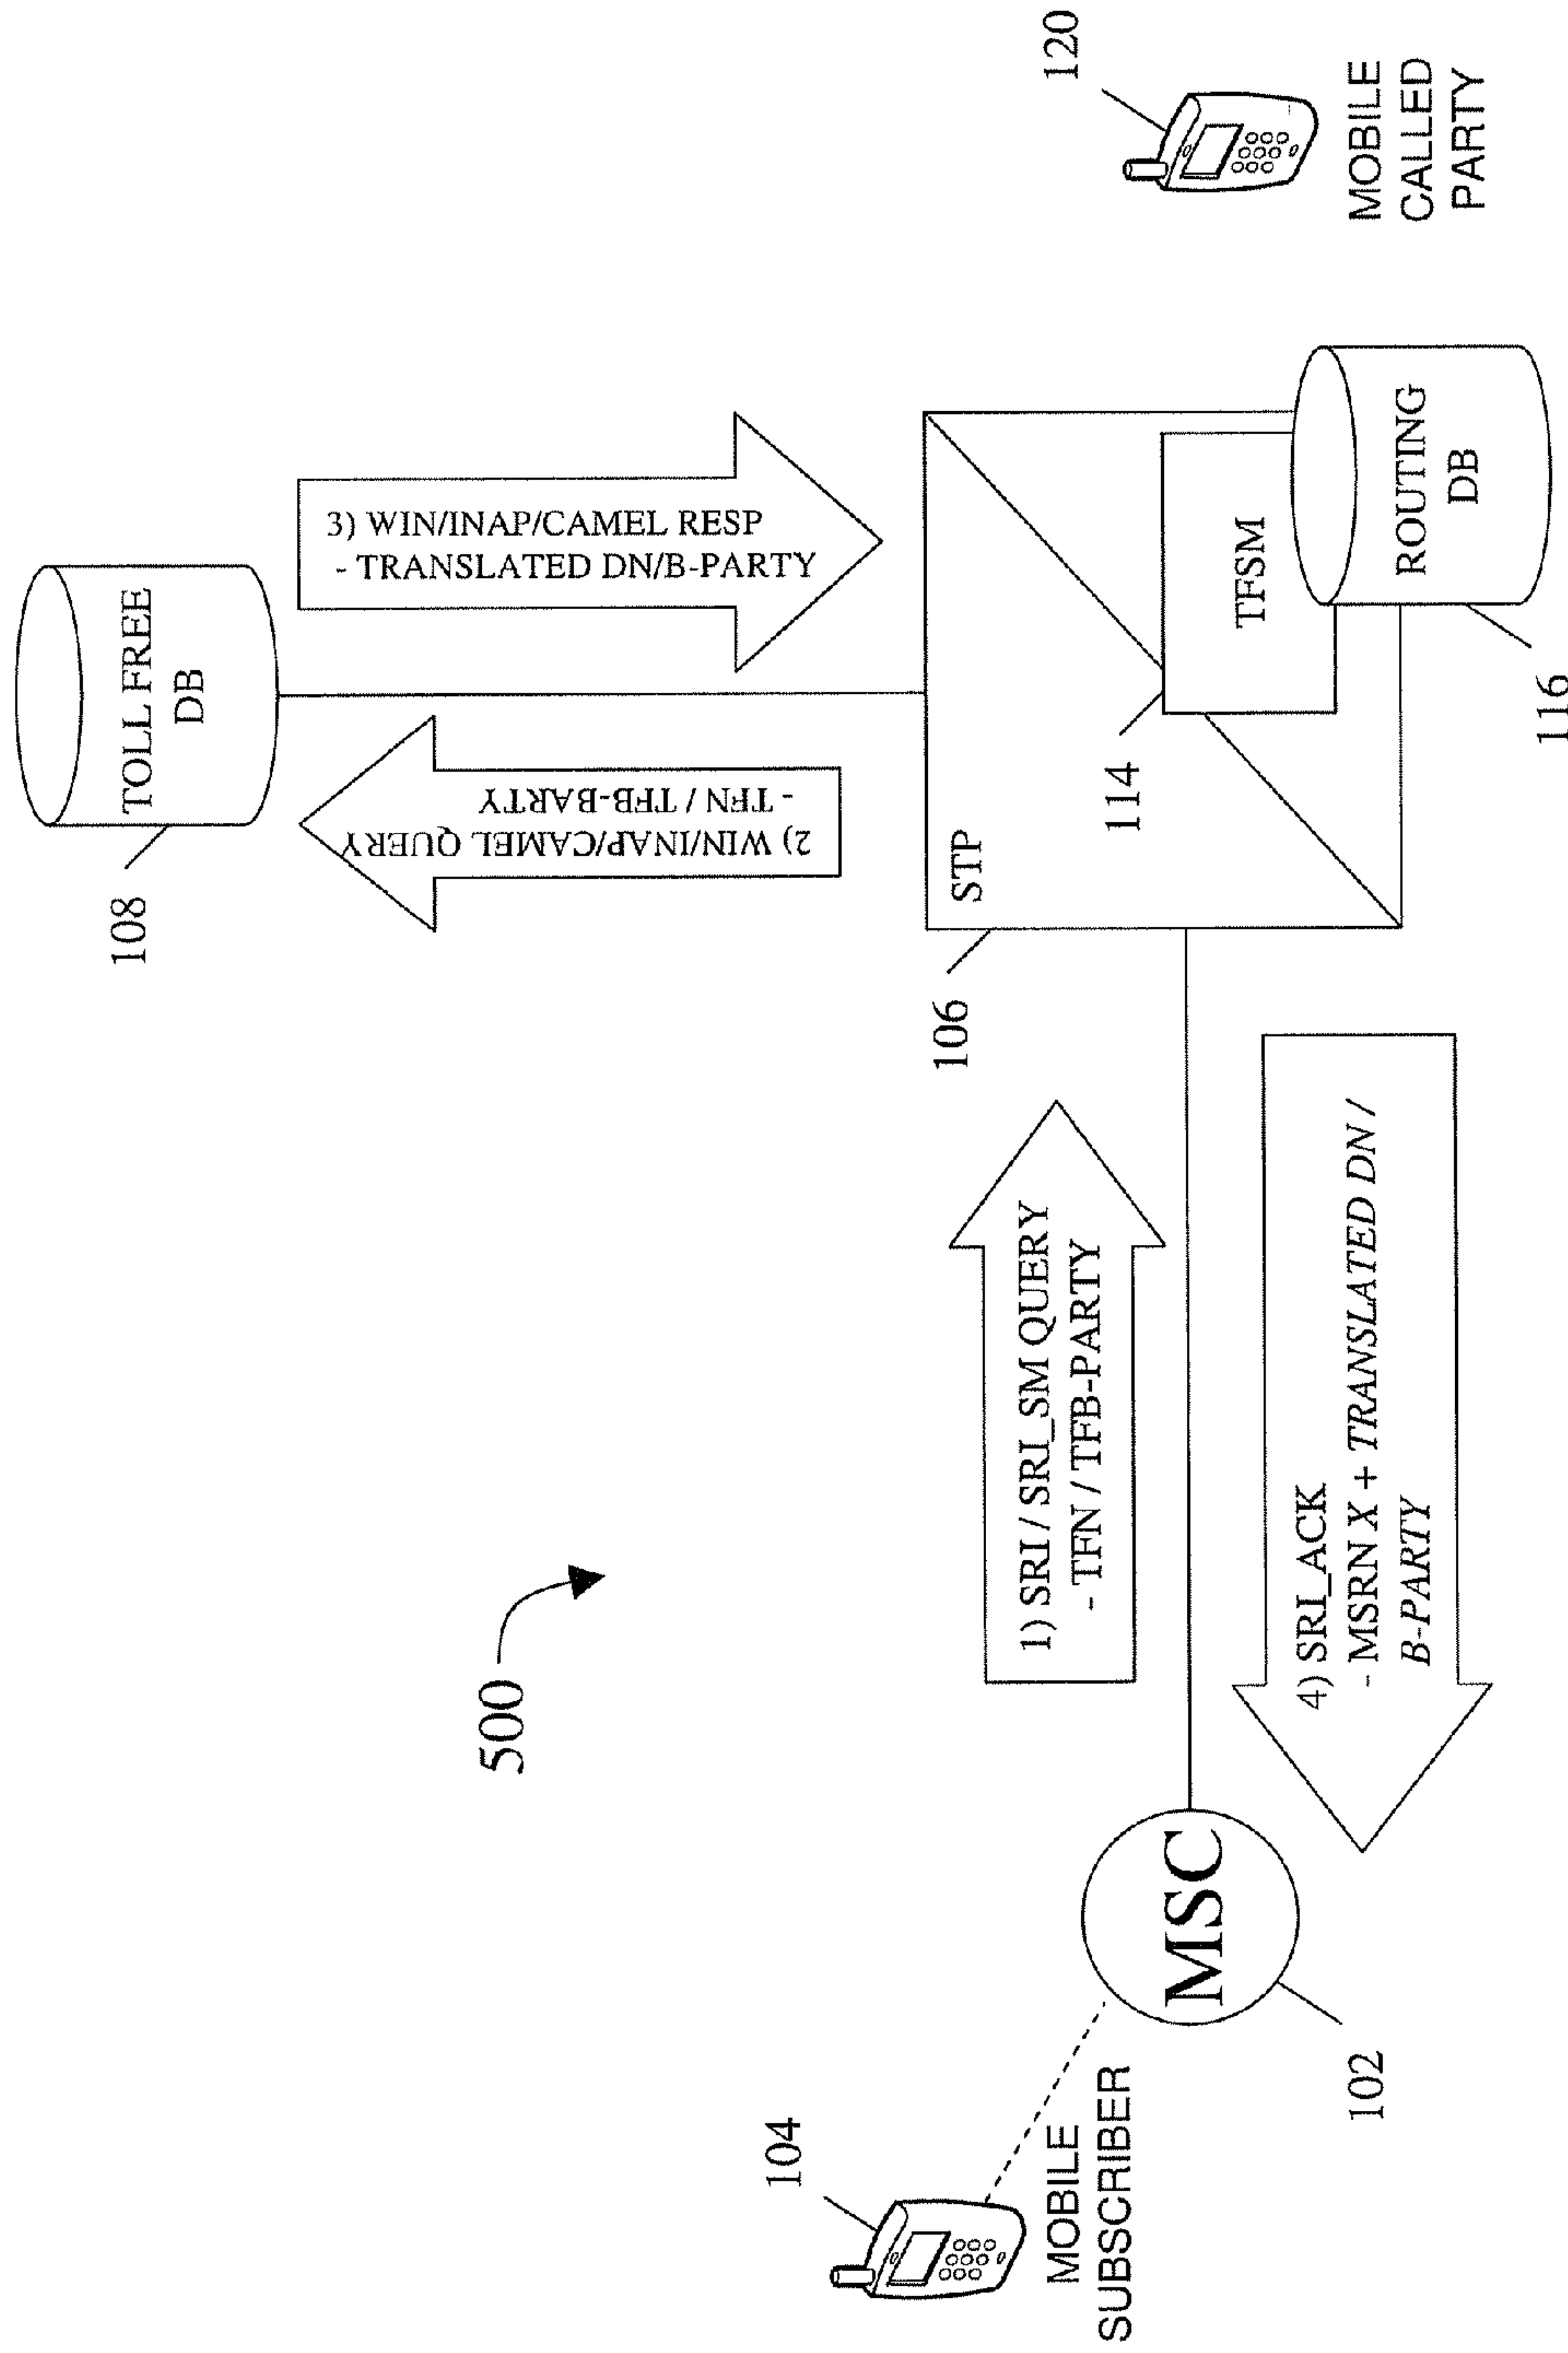 108
TOLL FREE
DB
2) WIN/INAP/CAMEL QUERY
- TFN / TFB-BARTY
3) WIN/INAP/CAMEL RESP
- TRANSLATED DN/B-PARTY
500
104
MOBILE
SUBSCRIBER
MSC
102
1) SRI / SRI_SM QUERY
- TFN / TFB-PARTY
4) SRI_ACK
- MSRN X + TRANSLATED DN /
B-PARTY
106
STP
114
TFSM
ROUTING
DB
116
120
MOBILE
CALLED
PARTY